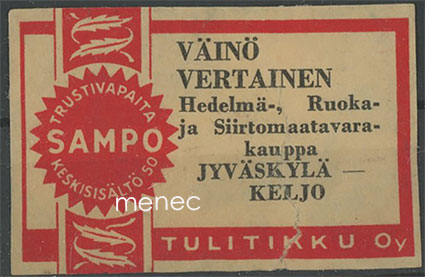 TRUSTIVAPAITA
SAMPO
KESKISISÄLTÖ 50
VÄINÖ
VERTAINEN
Hedelmä-, Ruoka-
ja Siirtomaatavara-
kauppa
JYVÄSKYLÄ —
KELJO
menec
TULITIKKU Oy